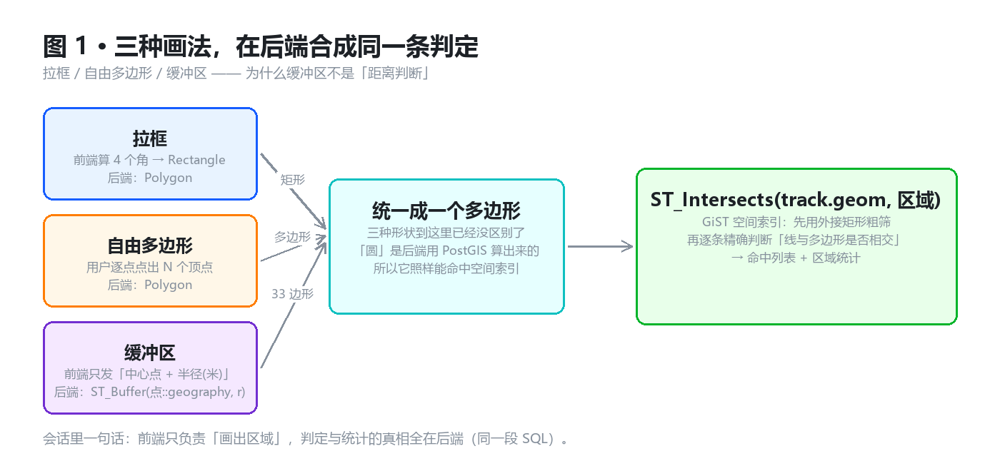 图 1 • 三种画法，在后端合成同一条判定
拉框 / 自由多边形 / 缓冲区 —— 为什么缓冲区不是「距离判断」
拉框
前端算 4 个角 → Rectangle
后端：Polygon
自由多边形
用户逐点点出 N 个顶点
后端：Polygon
缓冲区
前端只发「中心点 + 半径(米)」
后端：ST_Buffer(点::geography, r)
矩形
多边形
33 边形
统一成一个多边形
三种形状到这里已经没区别了
「圆」是后端用 PostGIS 算出来的
所以它照样能命中空间索引
ST_Intersects(track.geom, 区域)
GiST 空间索引：先用外接矩形粗筛
再逐条精确判断「线与多边形是否相交」
→ 命中列表 + 区域统计
会话里一句话：前端只负责「画出区域」，判定与统计的真相全在后端（同一段 SQL）。